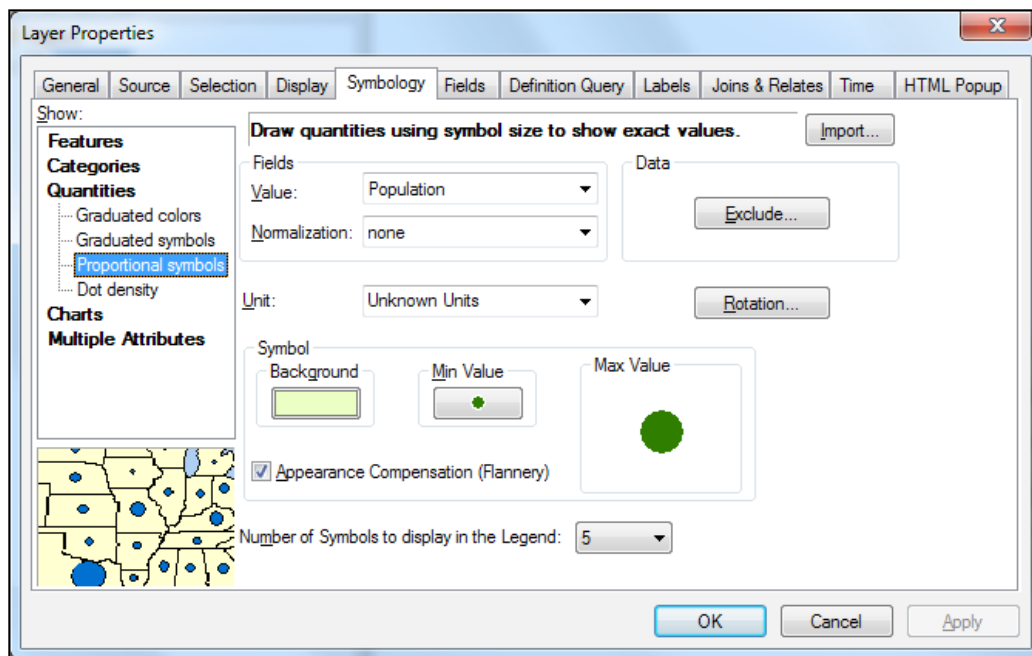 Layer Properties
General Source Selection Display Symbology Fields Definition Query Labels Joins & Relates Time HTML Popup
Show:
Features
Categories
Quantities
Graduated colors
Graduated symbols
Proportional symbols
Dot density
Charts
Multiple Attributes
Draw quantities using symbol size to show exact values.
Import...
Fields
Value: Population
Normalization: none
Data
Exclude...
Unit: Unknown Units
Rotation...
Symbol
Background
Min Value
Max Value
Appearance Compensation (Flannery)
Number of Symbols to display in the Legend: 5
OK Cancel Apply